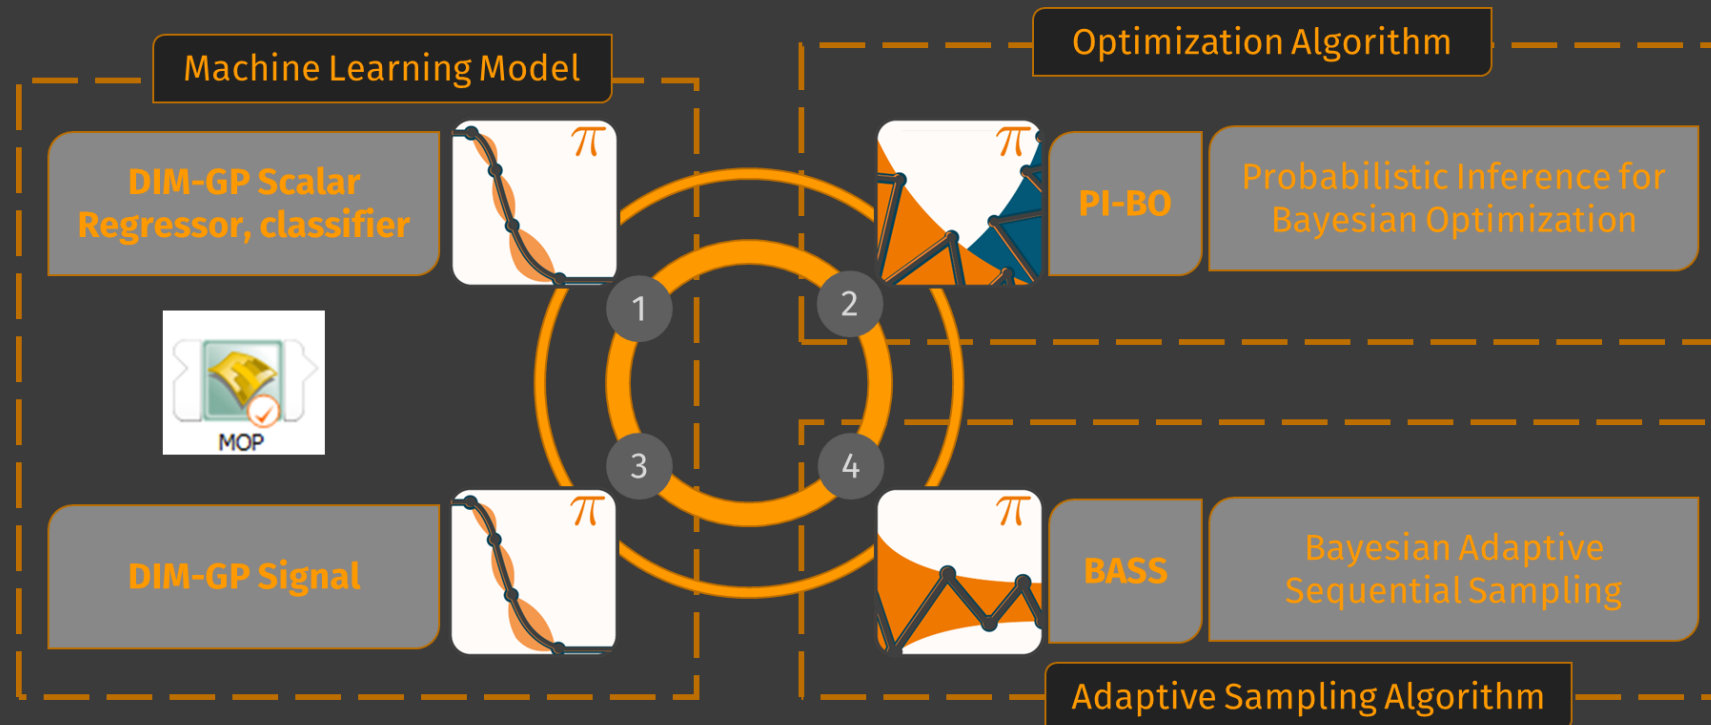 Machine Learning Model
Optimization Algorithm
DIM-GP Scalar
Regressor, classifier
π
π
PI-BO
Probabilistic Inference for
Bayesian Optimization
1
2
MOP
3
4
DIM-GP Signal
π
π
BASS
Bayesian Adaptive
Sequential Sampling
Adaptive Sampling Algorithm